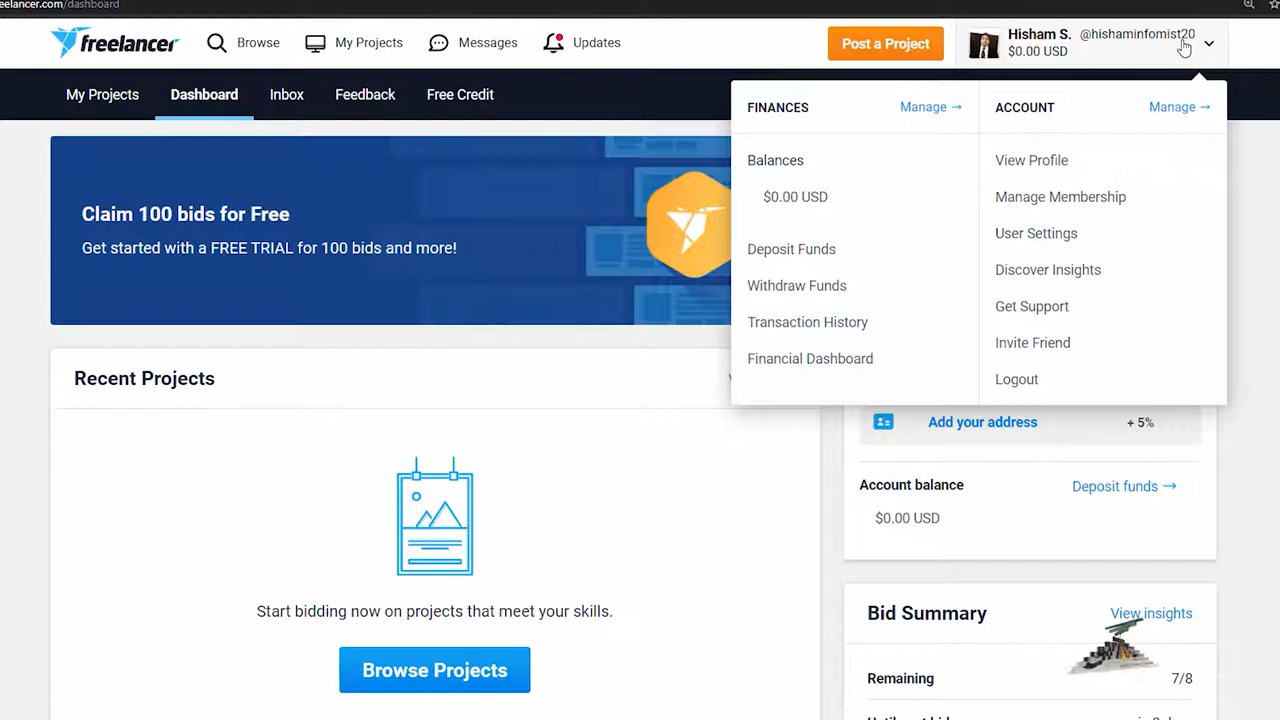 eelancer.com/dashboard
freelancer
Browse
My Projects
Messages
Updates
Post a Project
Hisham S. @hishaminfomist20
$0.00 USD
My Projects
Dashboard
Inbox
Feedback
Free Credit
FINANCES
Manage →
Balances
$0.00 USD
Deposit Funds
Withdraw Funds
Transaction History
Financial Dashboard
ACCOUNT
Manage →
View Profile
Manage Membership
User Settings
Discover Insights
Get Support
Invite Friend
Logout
Claim 100 bids for Free
Get started with a FREE TRIAL for 100 bids and more!
Recent Projects
Start bidding now on projects that meet your skills.
Browse Projects
Add your address
+ 5%
Account balance
Deposit funds →
$0.00 USD
Bid Summary
View insights
Remaining
7/8